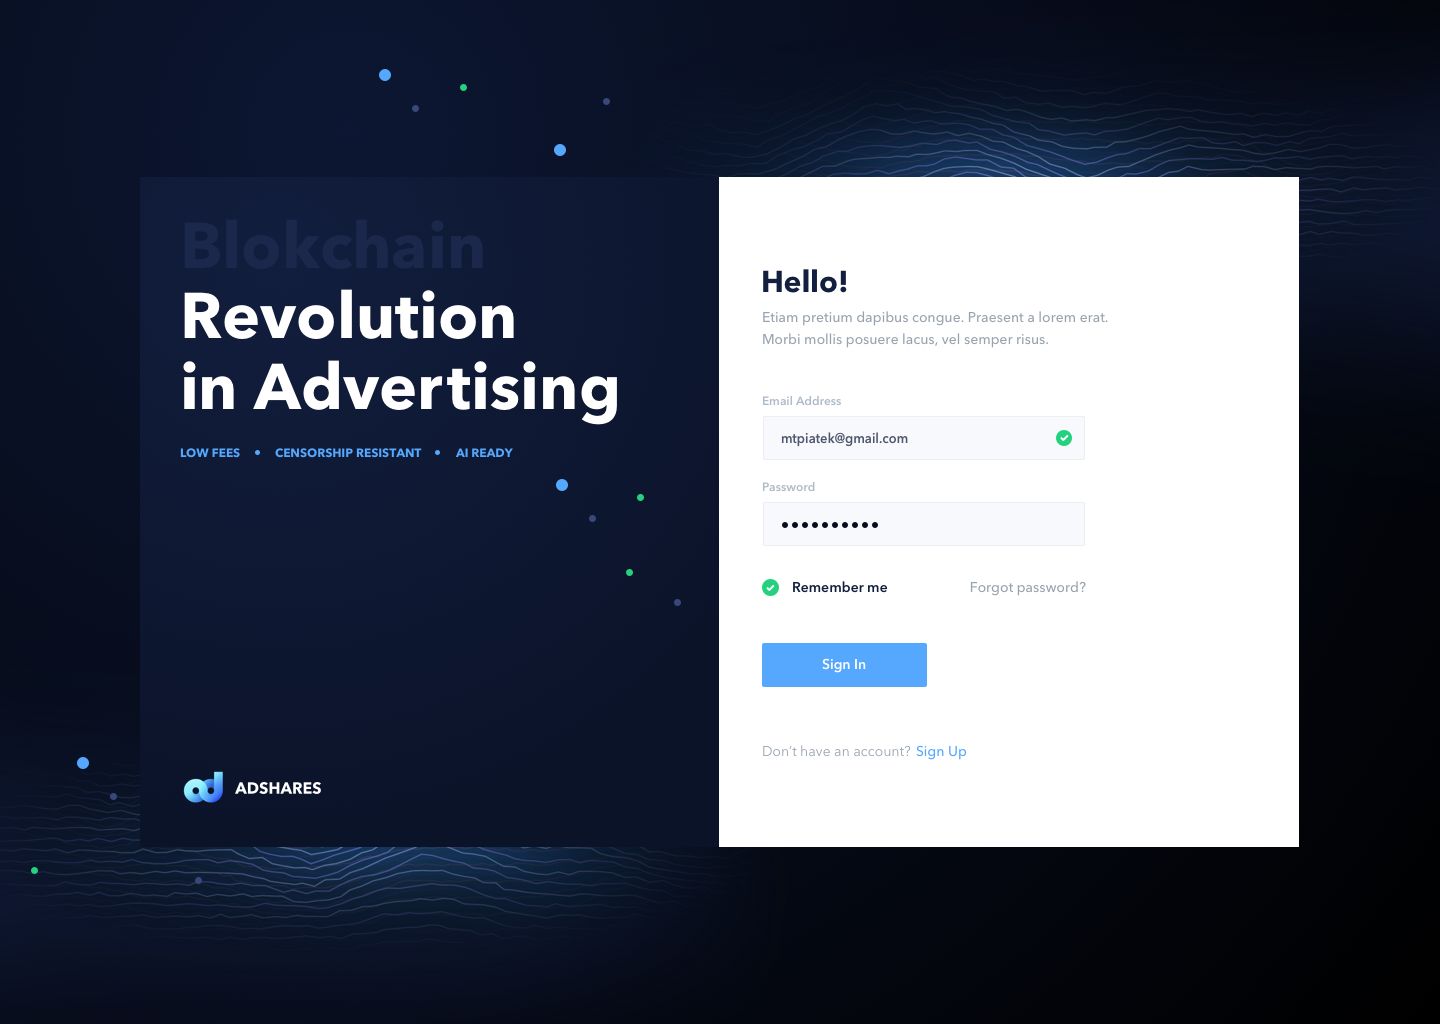 Blokchain
Revolution
in Advertising
LOW FEES • CENSORSHIP RESISTANT • AI READY
ADSHARES
Hello!
Etiam pretium dapibus congue. Praesent a lorem erat.
Morbi mollis posuere lacus, vel semper risus.
Email Address
mtpiatek@gmail.com
Password
••••••••••
Remember me
Forgot password?
Sign In
Don't have an account? Sign Up